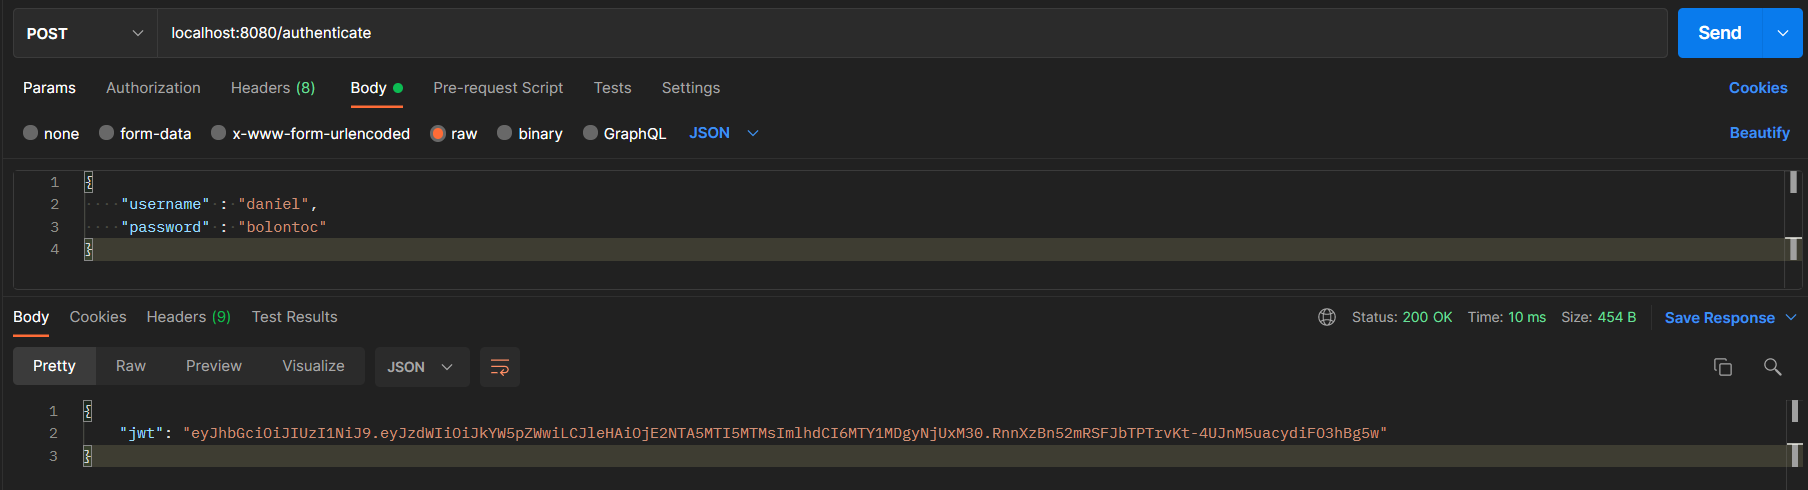 POST localhost:8080/authenticate Send
Params Authorization Headers (8) Body Pre-request Script Tests Settings Cookies
none form-data x-www-form-urlencoded raw binary GraphQL JSON Beautify
1 {
2 "username" : "daniel",
3 "password" : "bolontoc"
4 }
Body Cookies Headers (9) Test Results Status: 200 OK Time: 10 ms Size: 454 B Save Response
Pretty Raw Preview Visualize JSON
1 {
2 "jwt": "eyJhbGciOiJIUzI1NiJ9.eyJzdWIiOiJkYW5pZWwiLCJleHAiOjE2NTA5MTI5MTMsImlhdCI6MTY1MDgyNjUxM30.RnnXzBn52mRSFJbTPTrvKt-4UJnM5uacydiFO3hBg5w"
3 }